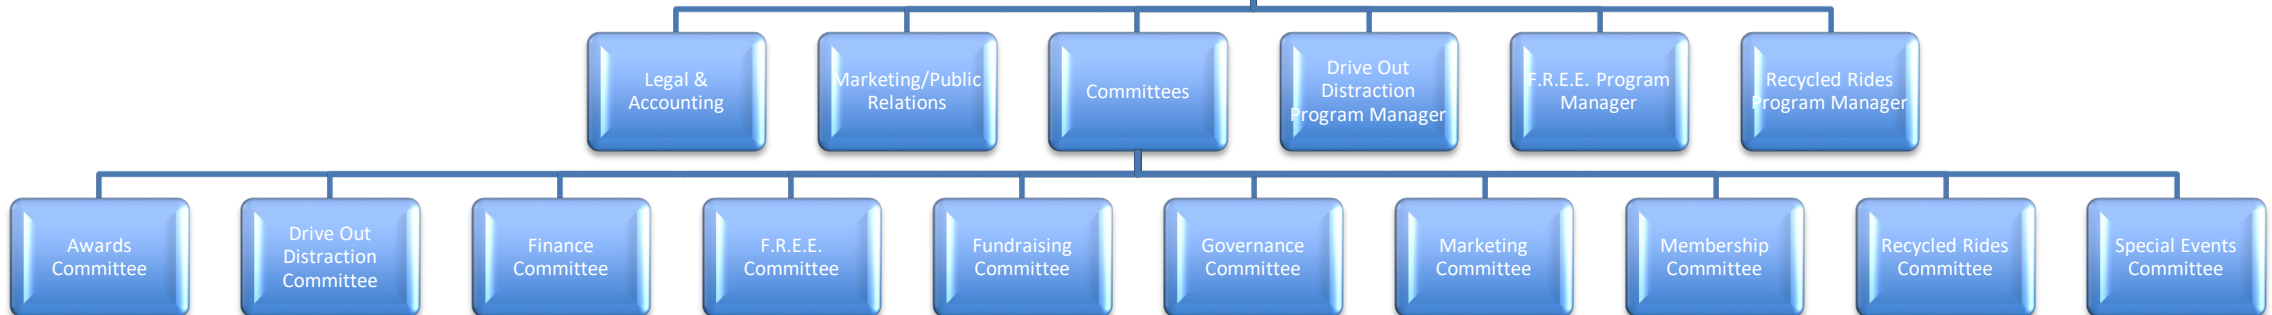 Legal &
Accounting
Marketing/Public
Relations
Committees
Drive Out
Distraction
Program Manager
F.R.E.E. Program
Manager
Recycled Rides
Program Manager
Awards
Committee
Drive Out
Distraction
Committee
Finance
Committee
F.R.E.E.
Committee
Fundraising
Committee
Governance
Committee
Marketing
Committee
Membership
Committee
Recycled Rides
Committee
Special Events
Committee